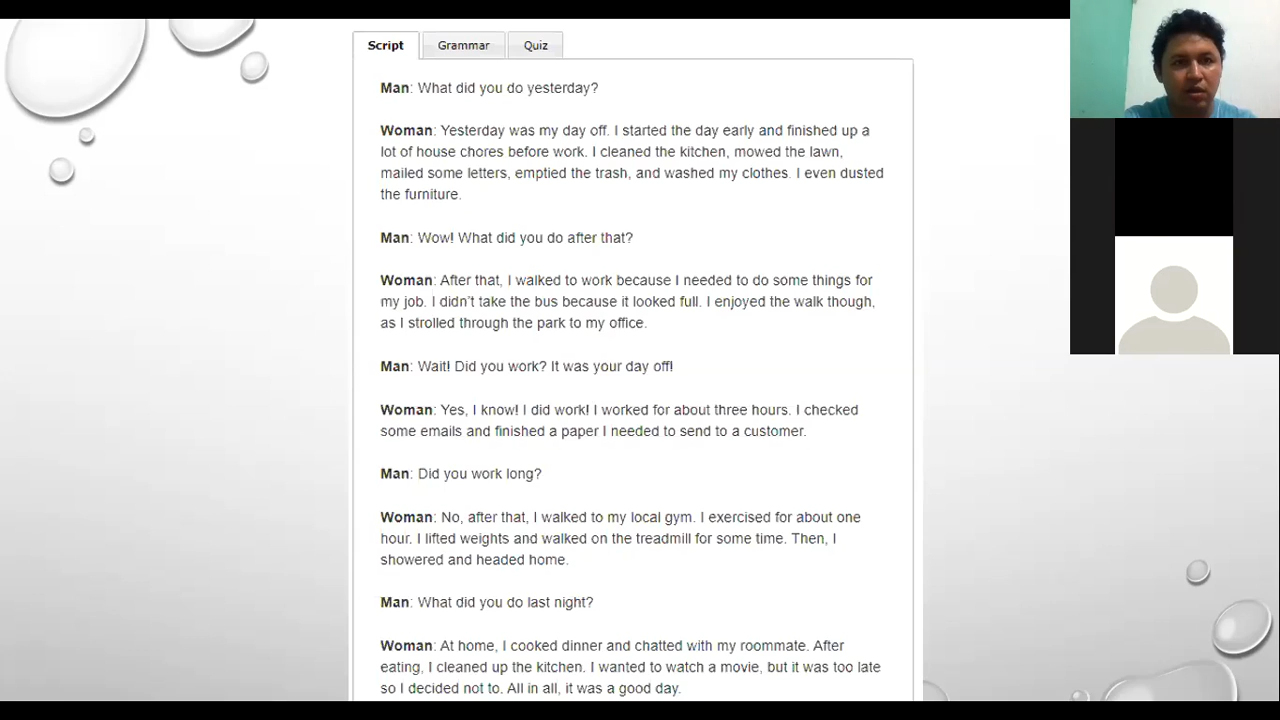 Script Grammar Quiz
Man: What did you do yesterday?
Woman: Yesterday was my day off. I started the day early and finished up a
lot of house chores before work. I cleaned the kitchen, mowed the lawn,
mailed some letters, emptied the trash, and washed my clothes. I even dusted
the furniture.
Man: Wow! What did you do after that?
Woman: After that, I walked to work because I needed to do some things for
my job. I didn’t take the bus because it looked full. I enjoyed the walk though,
as I strolled through the park to my office.
Man: Wait! Did you work? It was your day off!
Woman: Yes, I know! I did work! I worked for about three hours. I checked
some emails and finished a paper I needed to send to a customer.
Man: Did you work long?
Woman: No, after that, I walked to my local gym. I exercised for about one
hour. I lifted weights and walked on the treadmill for some time. Then, I
showered and headed home.
Man: What did you do last night?
Woman: At home, I cooked dinner and chatted with my roommate. After
eating, I cleaned up the kitchen. I wanted to watch a movie, but it was too late
so I decided not to. All in all, it was a good day.